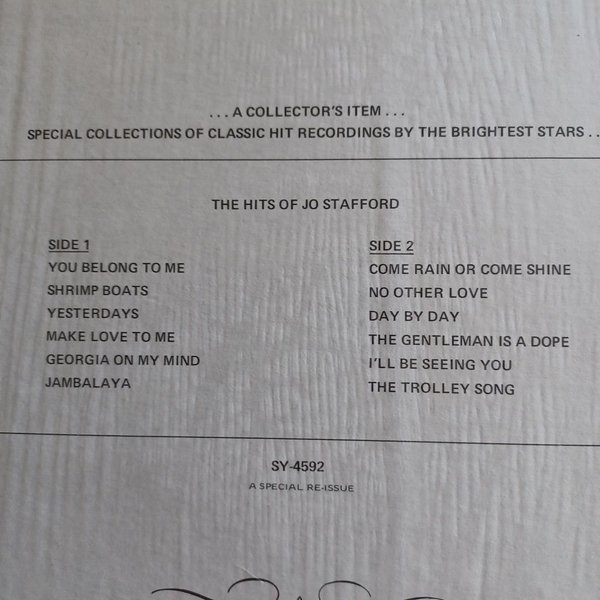 ...A COLLECTOR'S ITEM...
SPECIAL COLLECTIONS OF CLASSIC HIT RECORDINGS BY THE BRIGHTEST STARS..
THE HITS OF JO STAFFORD
SIDE 1
YOU BELONG TO ME
SHRIMP BOATS
YESTERDAYS
MAKE LOVE TO ME
GEORGIA ON MY MIND
JAMBALAYA
SIDE 2
COME RAIN OR COME SHINE
NO OTHER LOVE
DAY BY DAY
THE GENTLEMAN IS A DOPE
I'LL BE SEEING YOU
THE TROLLEY SONG
SY-4592
A SPECIAL RE-ISSUE